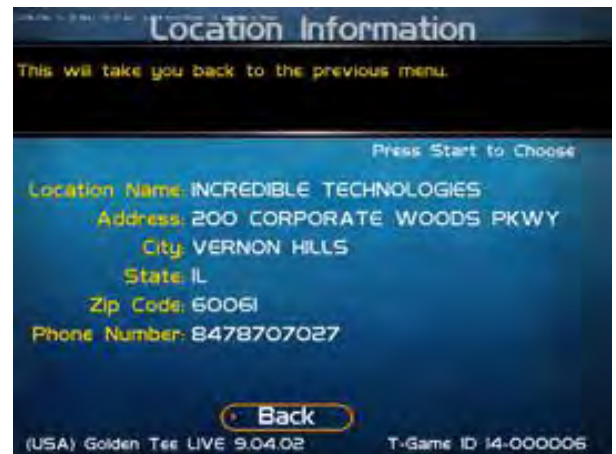 Location Information
This will take you back to the previous menu.
Press Start to Choose
Location Name: INCREDIBLE TECHNOLOGIES
Address: 200 CORPORATE WOODS PKWY
City: VERNON HILLS
State: IL
Zip Code: 60061
Phone Number: 8478707027
Back
(USA) Golden Tee LIVE 9.04.02 T-Game ID 14-000006